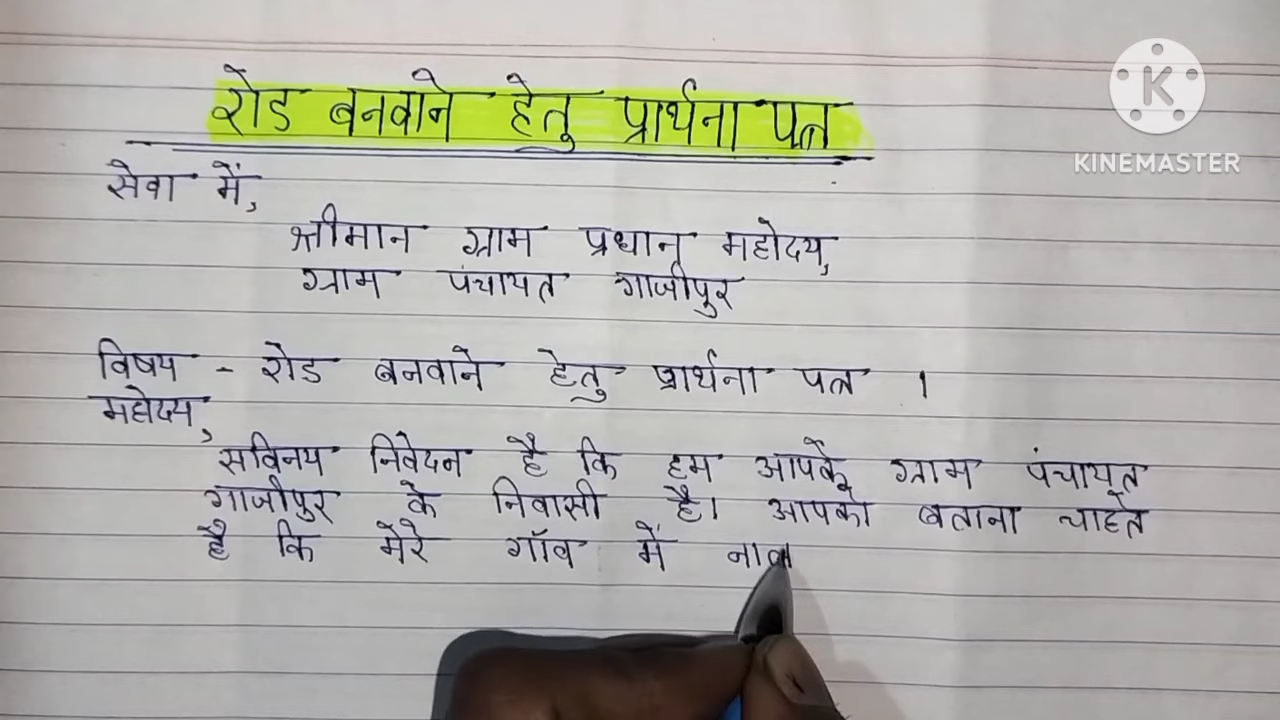 रोड बनवाने हेतु प्रार्थना पत्र
सेवा में,
श्रीमान ग्राम प्रधान महोदय,
ग्राम पंचायत गाजीपुर
विषय - रोड बनवाने हेतु प्रार्थना पत्र ।
महोदय,
सविनय निवेदन है कि हम आपके ग्राम पंचायत
गाजीपुर के निवासी है। आपको बताना चाहते
है कि मेरे गाँव में
K
KINEMASTER